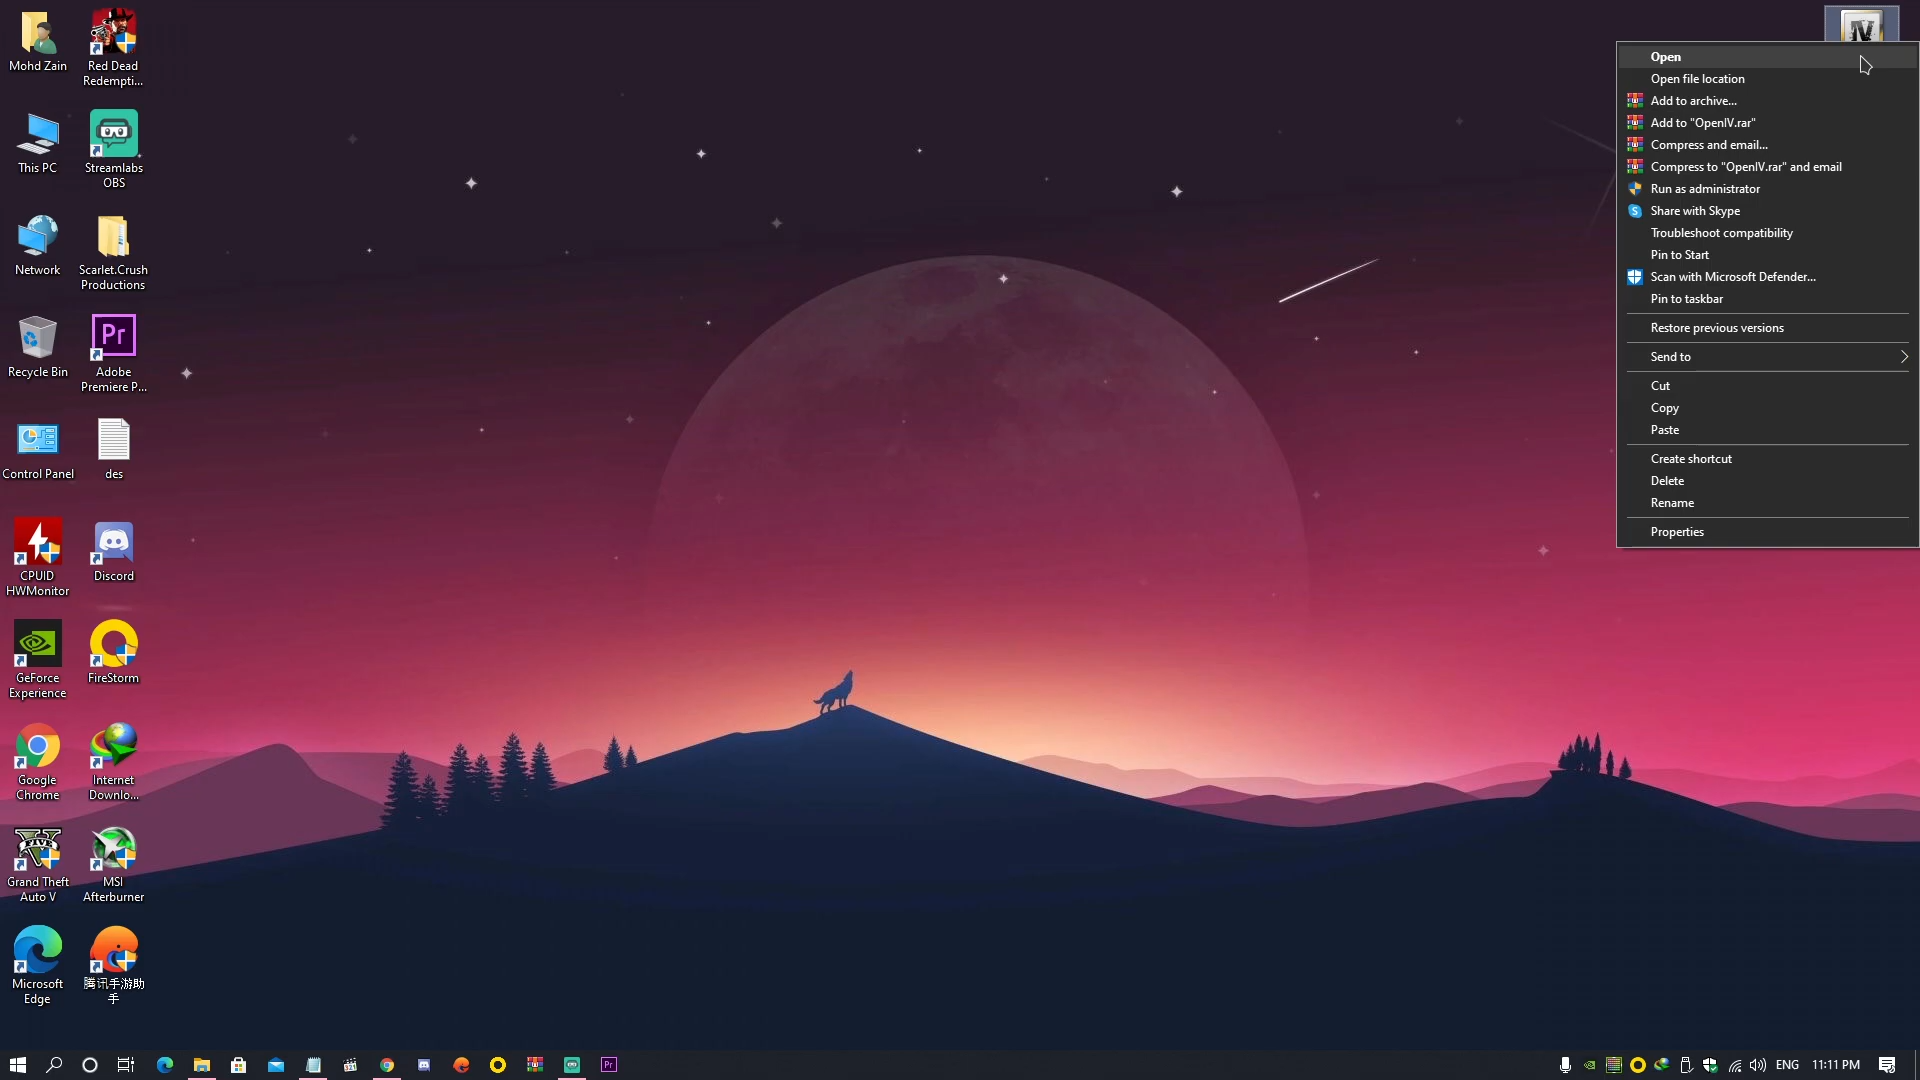 Mohd Zain
Red Dead
Redempti...
This PC
Streamlabs
OBS
Network
Scarlet.Crush
Productions
Recycle Bin
Pr
Adobe
Premiere P...
Control Panel
des
CPUID
HWMonitor
Discord
GeForce
Experience
FireStorm
Google
Chrome
Internet
Downlo...
FIVE
Grand Theft
Auto V
MSI
Afterburner
Microsoft
Edge
腾讯手游助
手
IV
Open
Open file location
Add to archive...
Add to "OpenIV.rar"
Compress and email...
Compress to "OpenIV.rar" and email
Run as administrator
Share with Skype
Troubleshoot compatibility
Pin to Start
Scan with Microsoft Defender...
Pin to taskbar
Restore previous versions
Send to
Cut
Copy
Paste
Create shortcut
Delete
Rename
Properties
Pr
ENG
11:11 PM